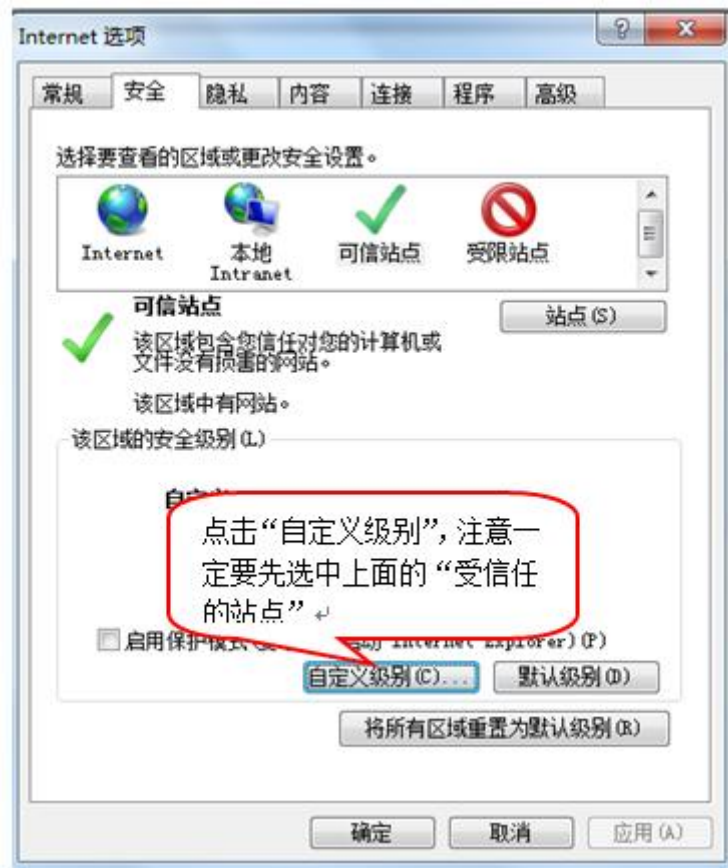 Internet 选项
常规 安全 隐私 内容 连接 程序 高级
选择要查看的区域或更改安全设置。
Internet 本地 可信站点 受限站点
Intranet
可信站点
站点(S)
该区域包含您信任对您的计算机或
文件没有损害的网站。
该区域中有网站。
该区域的安全级别(L)
点击“自定义级别”，注意一
定要先选中上面的“受信任
的站点”
启用保护模式 Internet Explorer)(P)
自定义级别(C)... 默认级别(D)
将所有区域重置为默认级别(R)
确定 取消 应用(A)